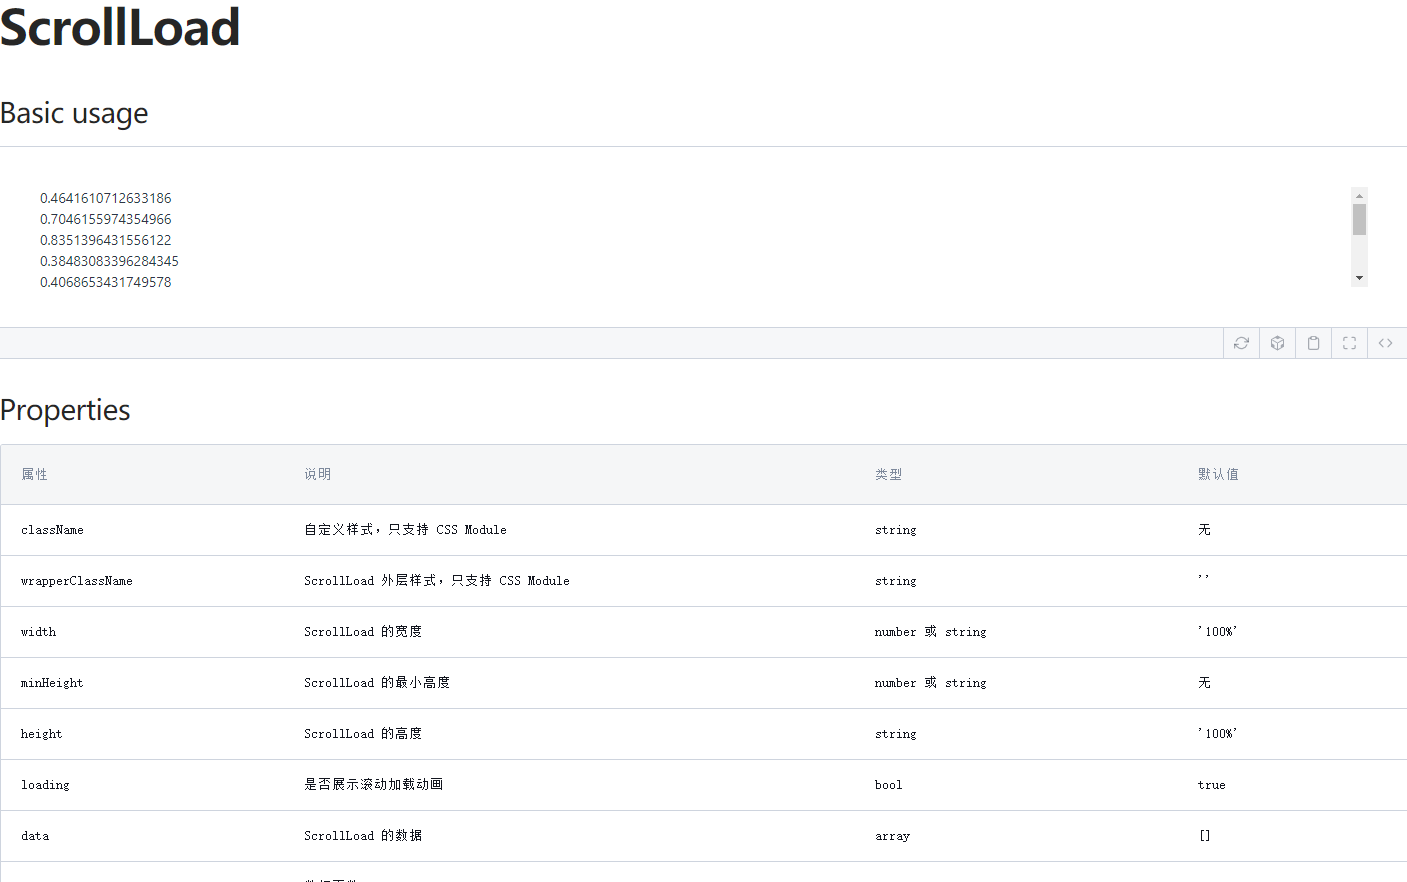 ScrollLoad
Basic usage
0.4641610712633186
0.7046155974354966
0.8351396431556122
0.38483083396284345
0.4068653431749578
Properties
属性 说明 类型 默认值
className 自定义样式，只支持 CSS Module string 无
wrapperClassName ScrollLoad 外层样式，只支持 CSS Module string ''
width ScrollLoad 的宽度 number 或 string '100%'
minHeight ScrollLoad 的最小高度 number 或 string 无
height ScrollLoad 的高度 string '100%'
loading 是否展示滚动加载动画 bool true
data ScrollLoad 的数据 array []